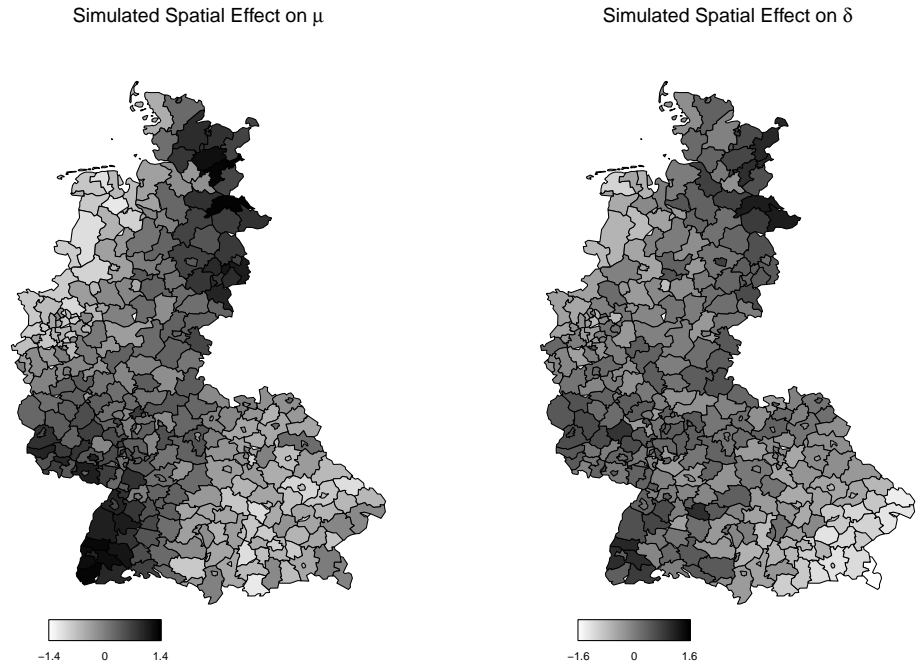 Simulated Spatial Effect on μ
Simulated Spatial Effect on δ
−1.4 0 1.4
−1.6 0 1.6